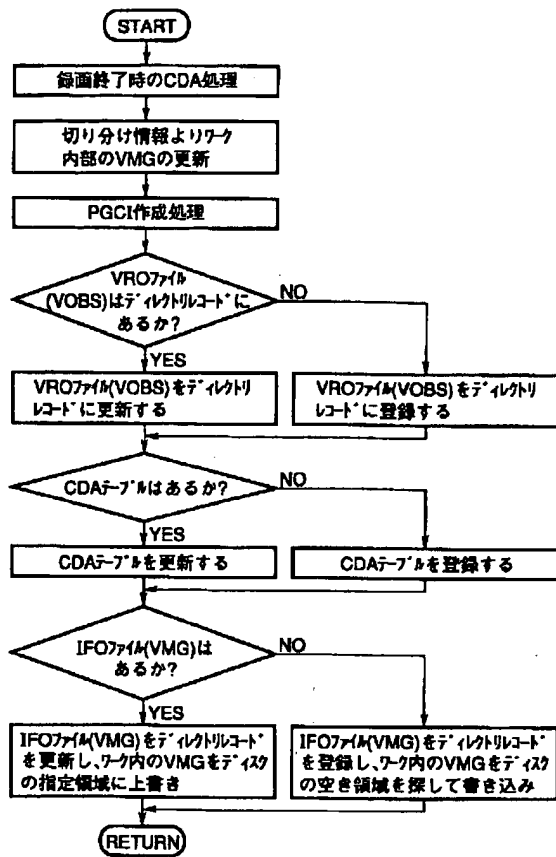 START
録画終了時のCDA処理
切り分け情報よりワーク
内部のVMGの更新
PGCI作成処理
VROファイル
(VOBS)はディレクトリレコードに
あるか?
NO
YES
VROファイル(VOBS)をディレクトリ
レコードに更新する
VROファイル(VOBS)をディレクトリ
レコードに登録する
CDAテーブルはあるか?
NO
YES
CDAテーブルを更新する
CDAテーブルを登録する
IFOファイル(VMG)は
あるか?
NO
YES
IFOファイル(VMG)をディレクトリレコード
を更新し、ワーク内のVMGをディスク
の指定領域に上書き
IFOファイル(VMG)をディレクトリレコード
を登録し、ワーク内のVMGをディスク
の空き領域を探して書き込み
RETURN